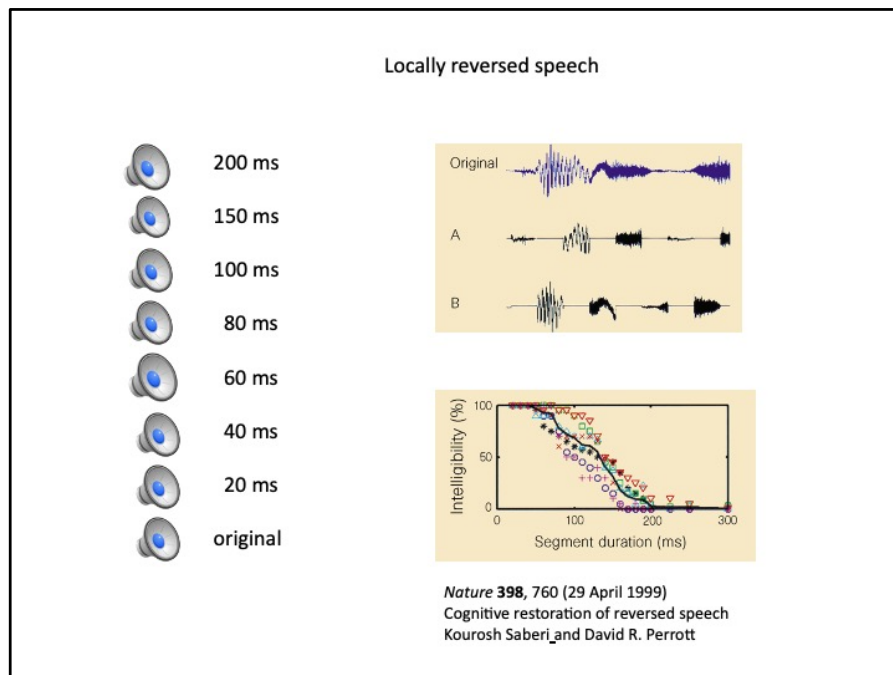 Locally reversed speech
200 ms
150 ms
100 ms
80 ms
60 ms
40 ms
20 ms
original
Original
A
B
Intelligibility (%)
100
50
0
0
100
200
300
Segment duration (ms)
Nature 398, 760 (29 April 1999)
Cognitive restoration of reversed speech
Kourosh Saberi and David R. Perrott